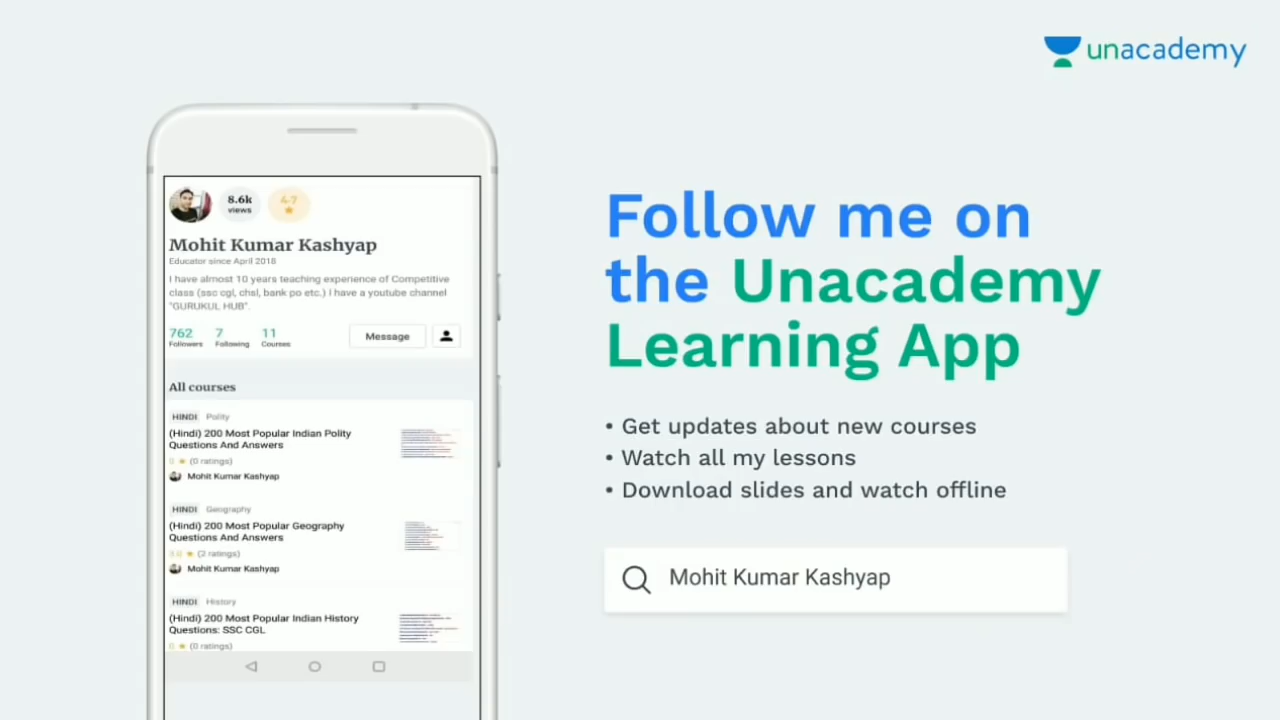 unacademy
8.6k
views
4.7
Mohit Kumar Kashyap
Educator since April 2018
I have almost 10 years teaching experience of Competitive
class (ssc cgl, chsl, bank po etc.) I have a youtube channel
"GURUKUL HUB".
762
Followers
7
Following
11
Courses
Message
All courses
HINDI Polity
(Hindi) 200 Most Popular Indian Polity
Questions And Answers
0 ★ (0 ratings)
Mohit Kumar Kashyap
HINDI Geography
(Hindi) 200 Most Popular Geography
Questions And Answers
★ (2 ratings)
Mohit Kumar Kashyap
HINDI History
(Hindi) 200 Most Popular Indian History
Questions: SSC CGL
0 ★ (0 ratings)
Follow me on
the Unacademy
Learning App
• Get updates about new courses
• Watch all my lessons
• Download slides and watch offline
Mohit Kumar Kashyap